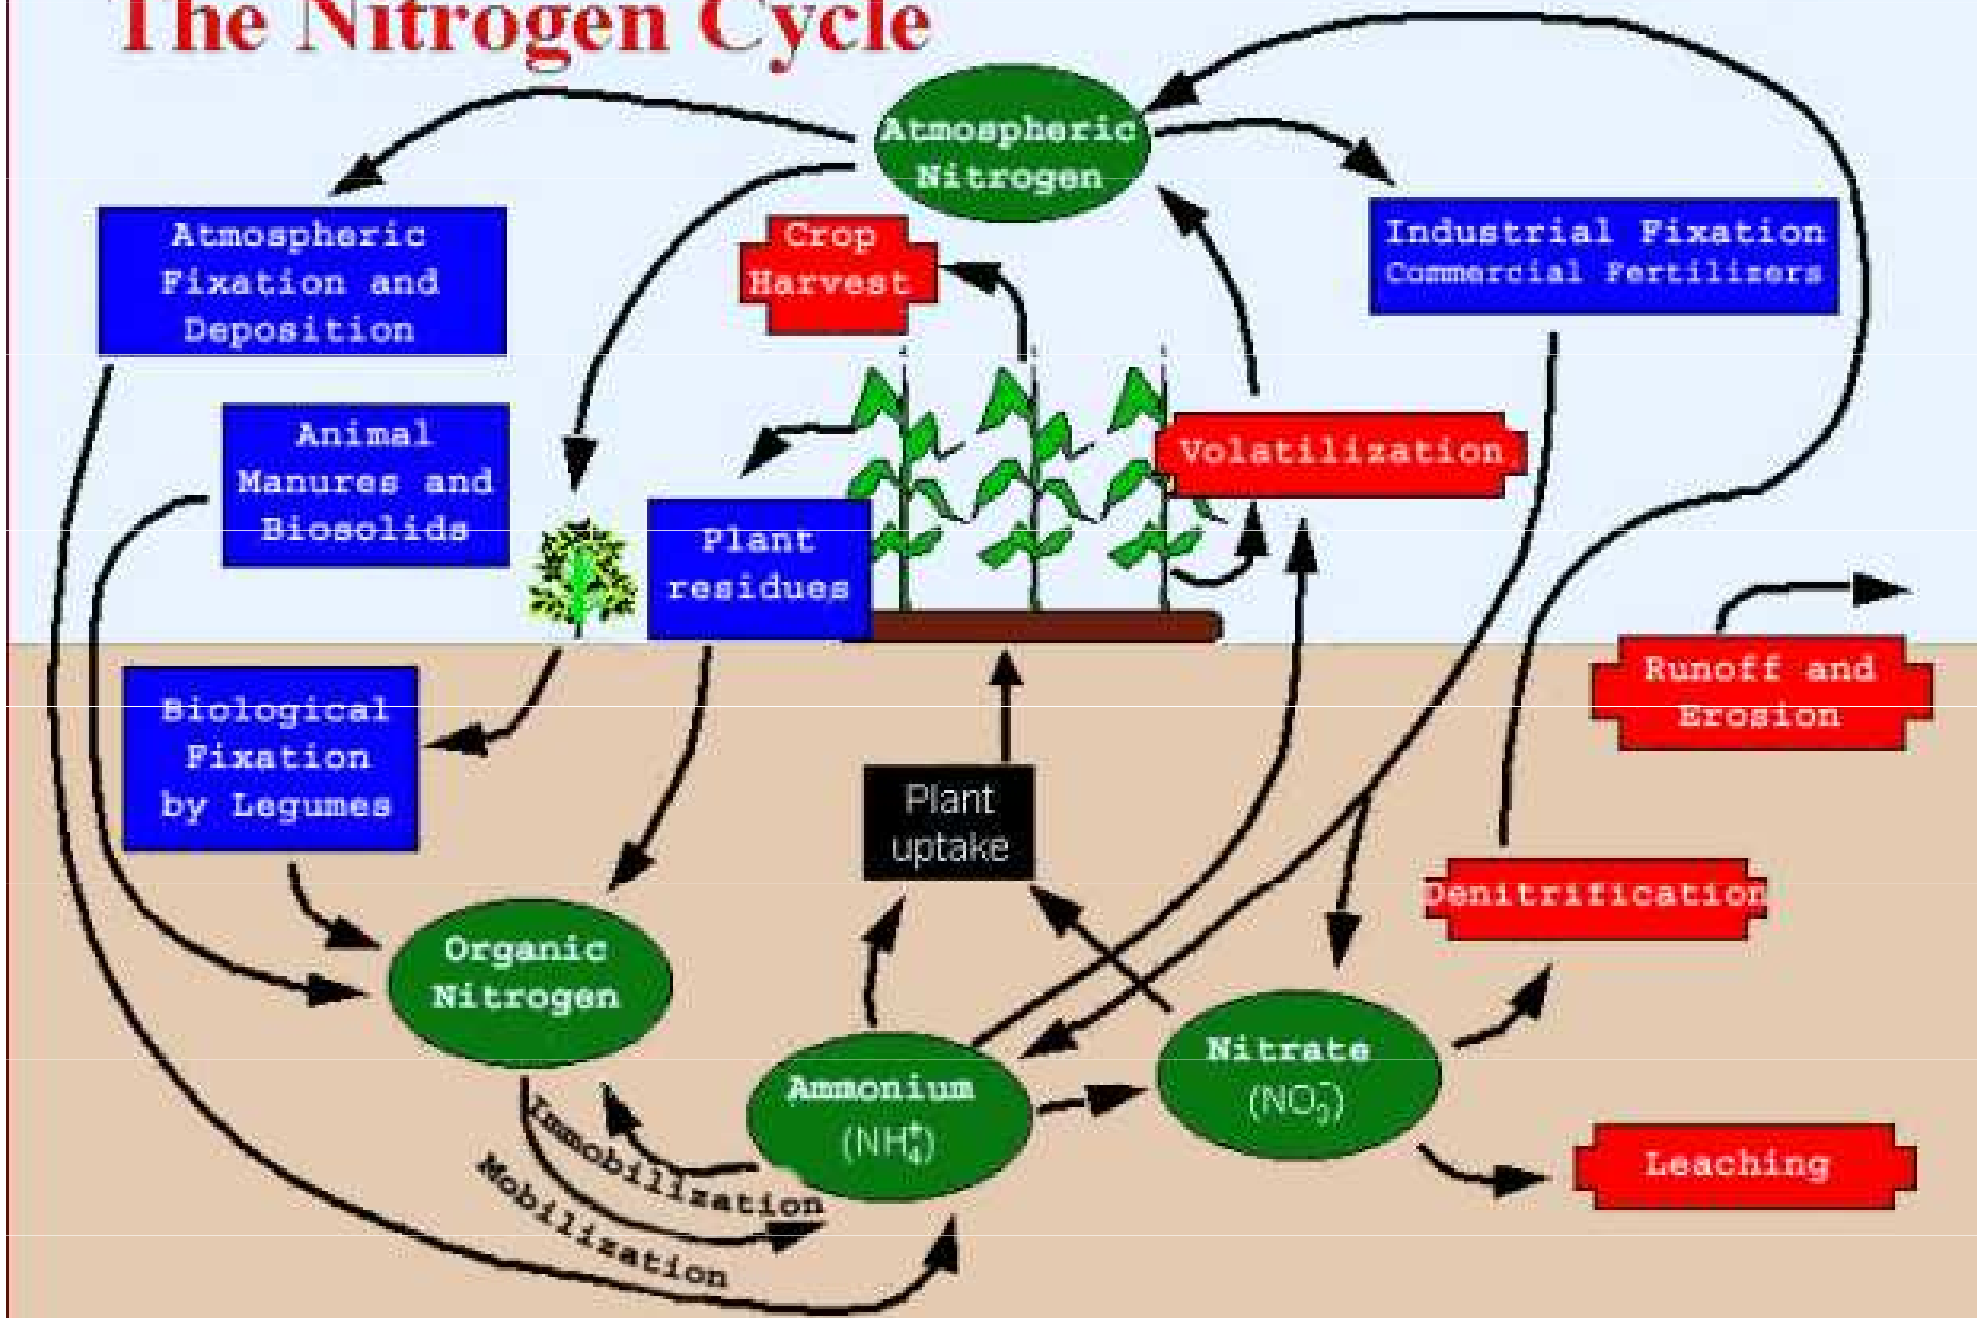 The Nitrogen Cycle
Atmospheric
Nitrogen
Atmospheric
Fixation and
Deposition
Crop
Harvest
Industrial Fixation
Commercial Fertilizers
Animal
Manures and
Biosolids
Volatilization
Plant
residues
Runoff and
Erosion
Biological
Fixation
by Legumes
Plant
uptake
Denitrification
Organic
Nitrogen
Ammonium
(NH₄⁺)
Nitrate
(NO₃⁻)
Immobilization
Mobilization
Leaching